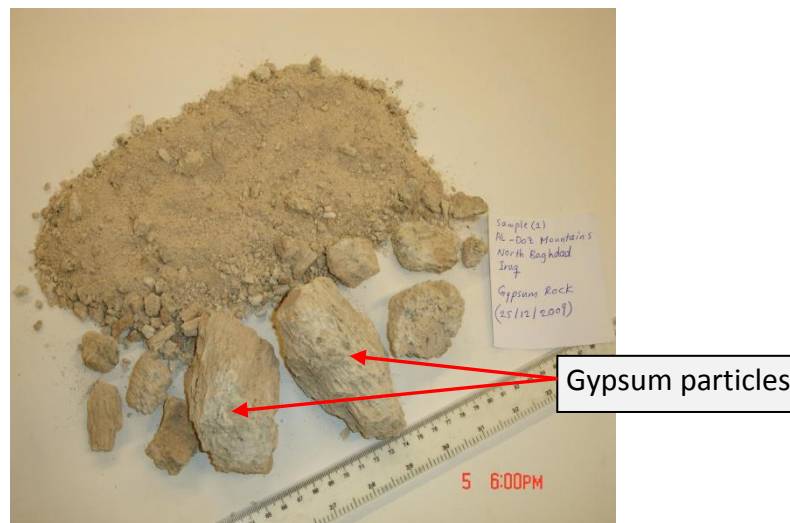 Sample (1)
AL-Doz Mountains
North Baghdad
Iraq
Gypsum Rock
(25/12/2009)
Gypsum particles
5 6:00PM